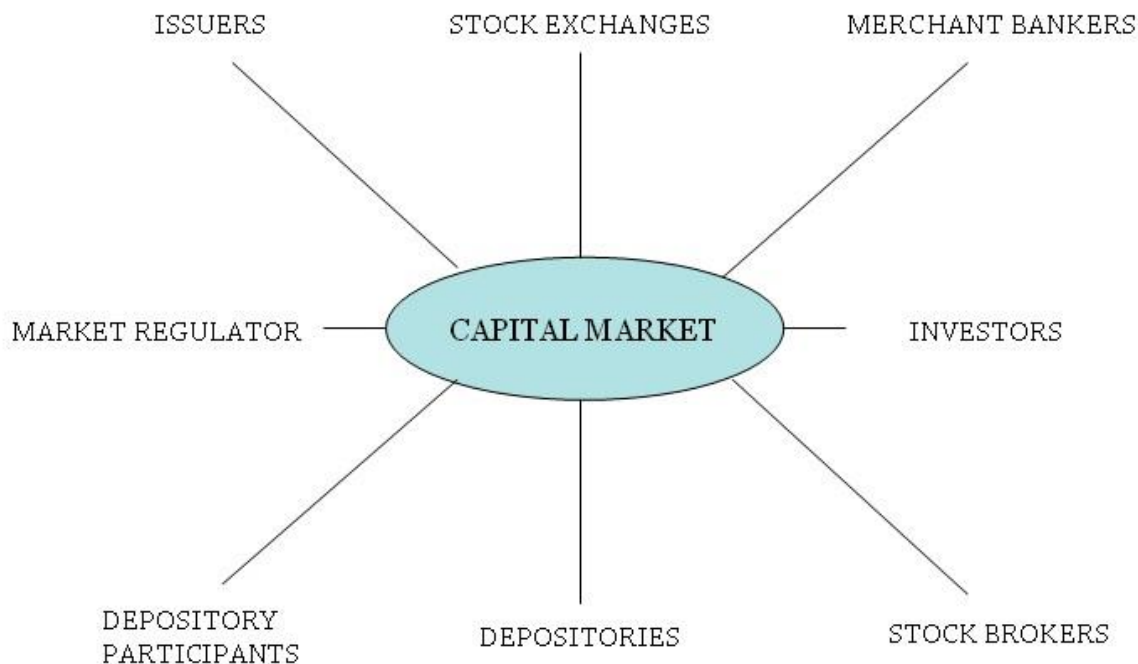 ISSUERS
STOCK EXCHANGES
MERCHANT BANKERS
MARKET REGULATOR
CAPITAL MARKET
INVESTORS
DEPOSITORY
PARTICIPANTS
DEPOSITORIES
STOCK BROKERS